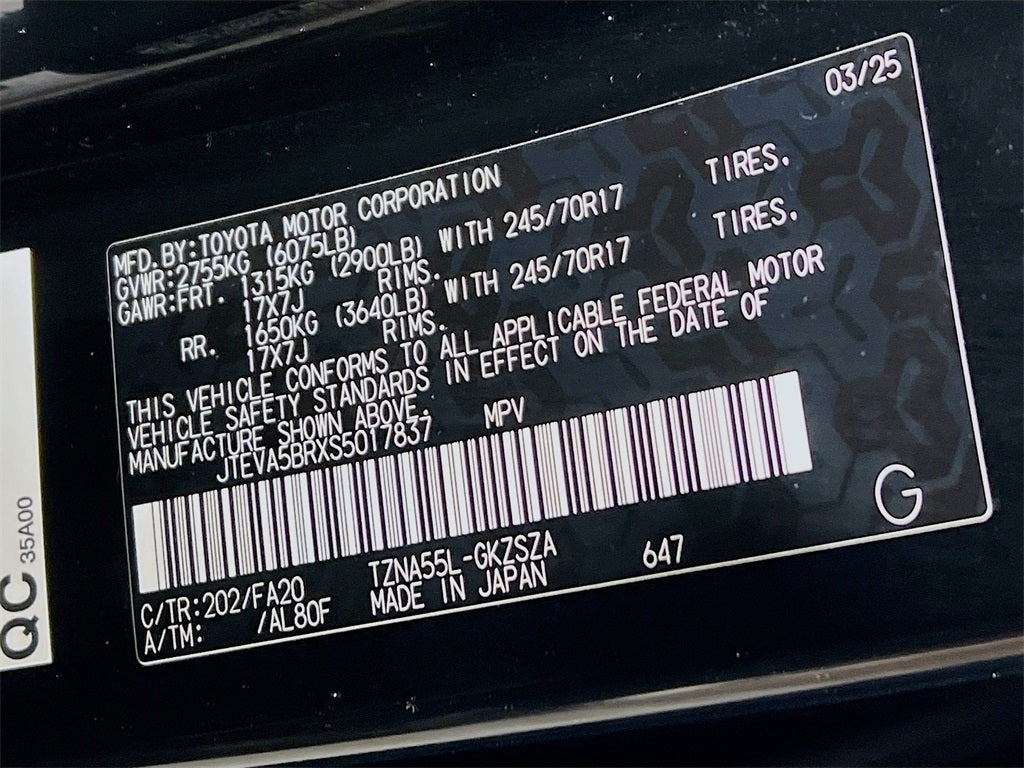 03/25
MFD. BY: TOYOTA MOTOR CORPORATION
GVWR: 2755KG (6075LB)
GAWR: FRT. 1315KG (2900LB) WITH 245/70R17 TIRES.
17X7J RIMS.
RR. 1650KG (3640LB) WITH 245/70R17 TIRES.
17X7J RIMS.
THIS VEHICLE CONFORMS TO ALL APPLICABLE FEDERAL MOTOR
VEHICLE SAFETY STANDARDS IN EFFECT ON THE DATE OF
MANUFACTURE SHOWN ABOVE.
JTEVA5BRXS5017837 MPV
G
C/TR: 202/FA20 TZNA55L-GKZSZA 647
A/TM: /AL80F MADE IN JAPAN
QC 35A00